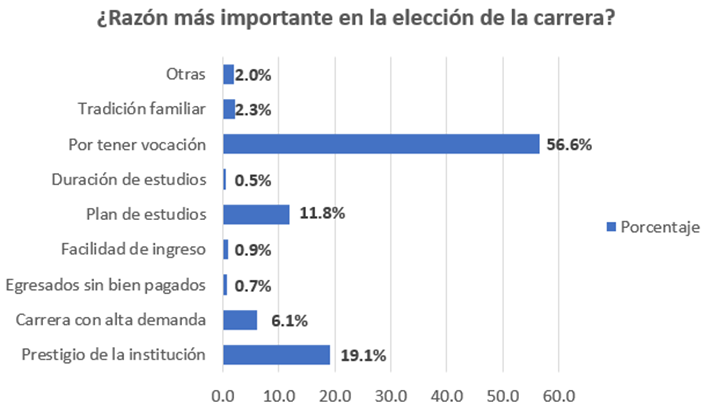 ¿Razón más importante en la elección de la carrera?
Otras 2.0%
Tradición familiar 2.3%
Por tener vocación 56.6%
Duración de estudios 0.5%
Plan de estudios 11.8%
Facilidad de ingreso 0.9%
Egresados sin bien pagados 0.7%
Carrera con alta demanda 6.1%
Prestigio de la institución 19.1%
0.0 10.0 20.0 30.0 40.0 50.0 60.0
Porcentaje